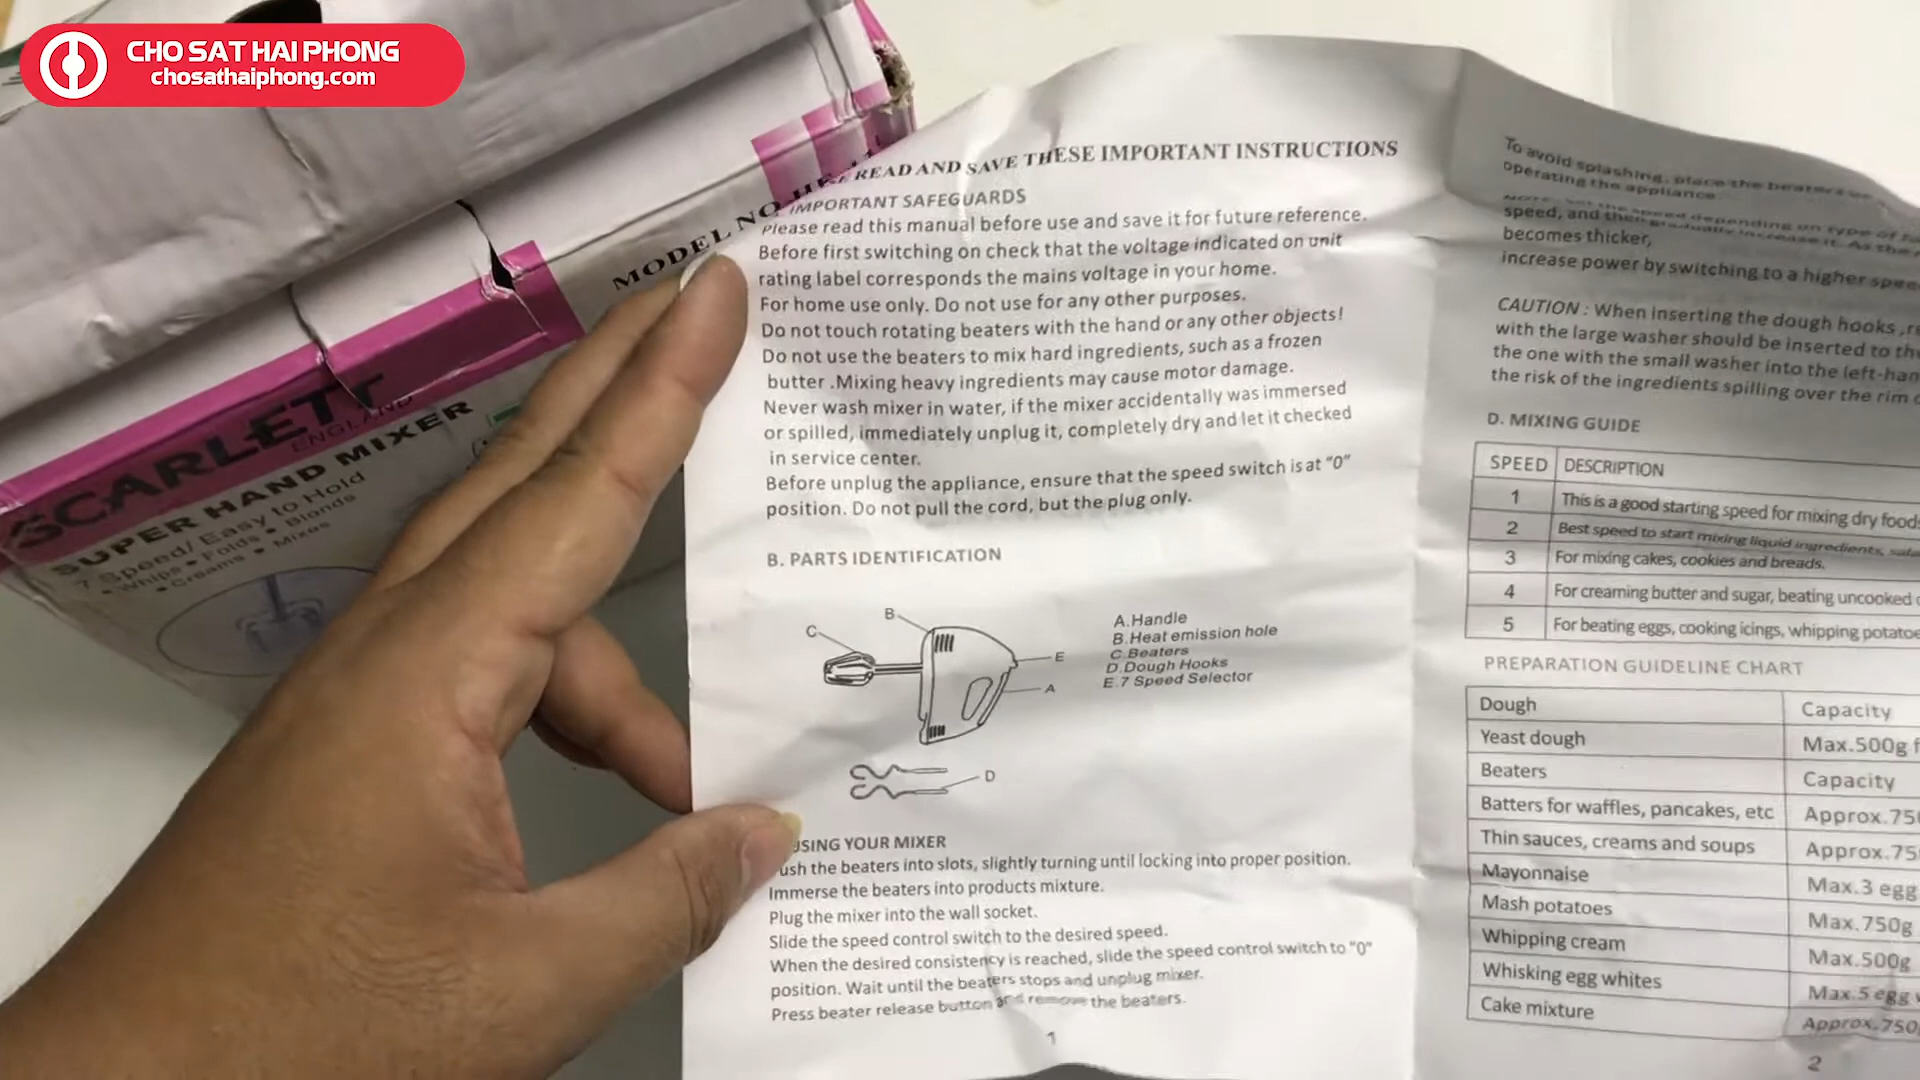 CHO SAT HAI PHONG
chosathaiphong.com
SCARLETT
ENGLAND
SUPER HAND MIXER
7 Speed/ Easy to Hold
Whips • Folds • Blends
• Creams • Mixes
MODEL NO
READ AND SAVE THESE IMPORTANT INSTRUCTIONS
IMPORTANT SAFEGUARDS
Please read this manual before use and save it for future reference.
Before first switching on check that the voltage indicated on unit
rating label corresponds the mains voltage in your home.
For home use only. Do not use for any other purposes.
Do not touch rotating beaters with the hand or any other objects!
Do not use the beaters to mix hard ingredients, such as a frozen
butter .Mixing heavy ingredients may cause motor damage.
Never wash mixer in water, if the mixer accidentally was immersed
or spilled, immediately unplug it, completely dry and let it checked
in service center.
Before unplug the appliance, ensure that the speed switch is at "0"
position. Do not pull the cord, but the plug only.
B. PARTS IDENTIFICATION
B
C
E
A
D
A.Handle
B.Heat emission hole
C.Beaters
D.Dough Hooks
E.7 Speed Selector
USING YOUR MIXER
ush the beaters into slots, slightly turning until locking into proper position.
Immerse the beaters into products mixture.
Plug the mixer into the wall socket.
Slide the speed control switch to the desired speed.
When the desired consistency is reached, slide the speed control switch to "0"
position. Wait until the beaters stops and unplug mixer.
Press beater release button and remove the beaters.
1
To avoid splashing, place the beaters
operating the appliance.
speed depending on type of
speed, and then gradually increase it. As the
becomes thicker,
increase power by switching to a higher
CAUTION : When inserting the dough hooks ,
with the large washer should be inserted to
the one with the small washer into the
the risk of the ingredients spilling over the rim
D. MIXING GUIDE
SPEED DESCRIPTION
1 This is a good starting speed for mixing dry
2 Best speed to start mixing liquid ingredients,
3 For mixing cakes, cookies and breads.
4 For creaming butter and sugar, beating uncooked
5 For beating eggs, cooking icings, whipping
PREPARATION GUIDELINE CHART
Dough Capacity
Yeast dough Max.500g
Beaters Capacity
Batters for waffles, pancakes, etc Approx.75
Thin sauces, creams and soups Approx.75
Mayonnaise Max.3 egg
Mash potatoes Max.750g
Whipping cream Max.500g
Whisking egg whites Max.5 egg
Cake mixture Approx.750
2